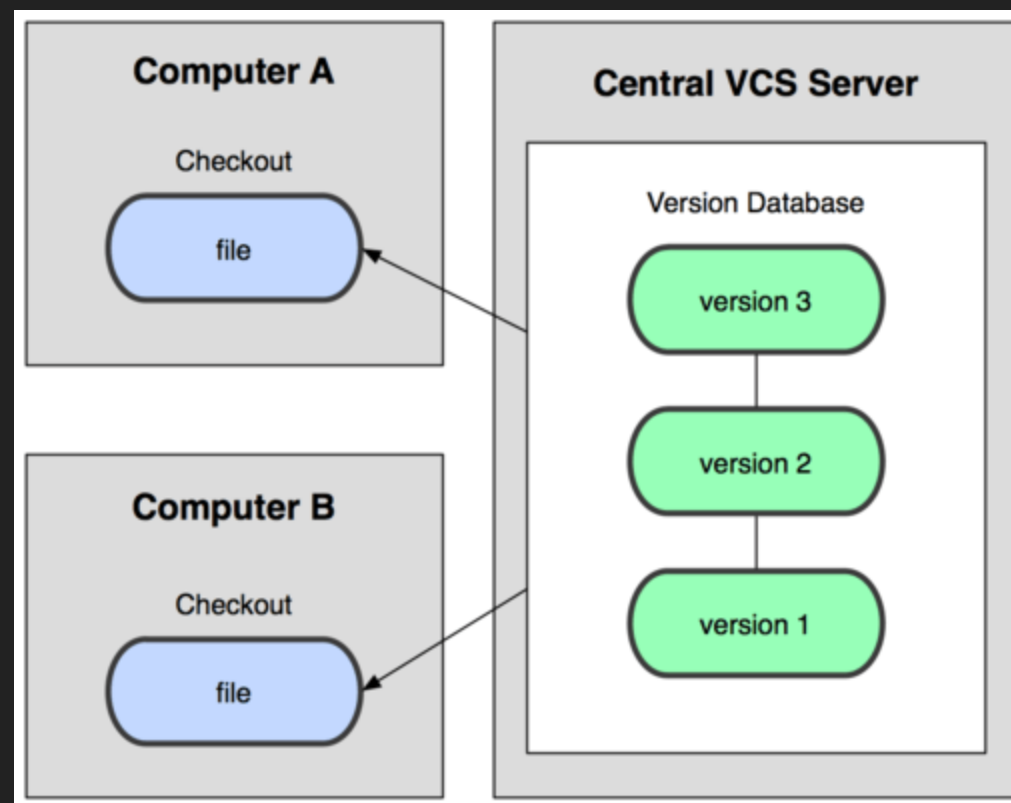 Computer A
Checkout
file
Computer B
Checkout
file
Central VCS Server
Version Database
version 3
version 2
version 1